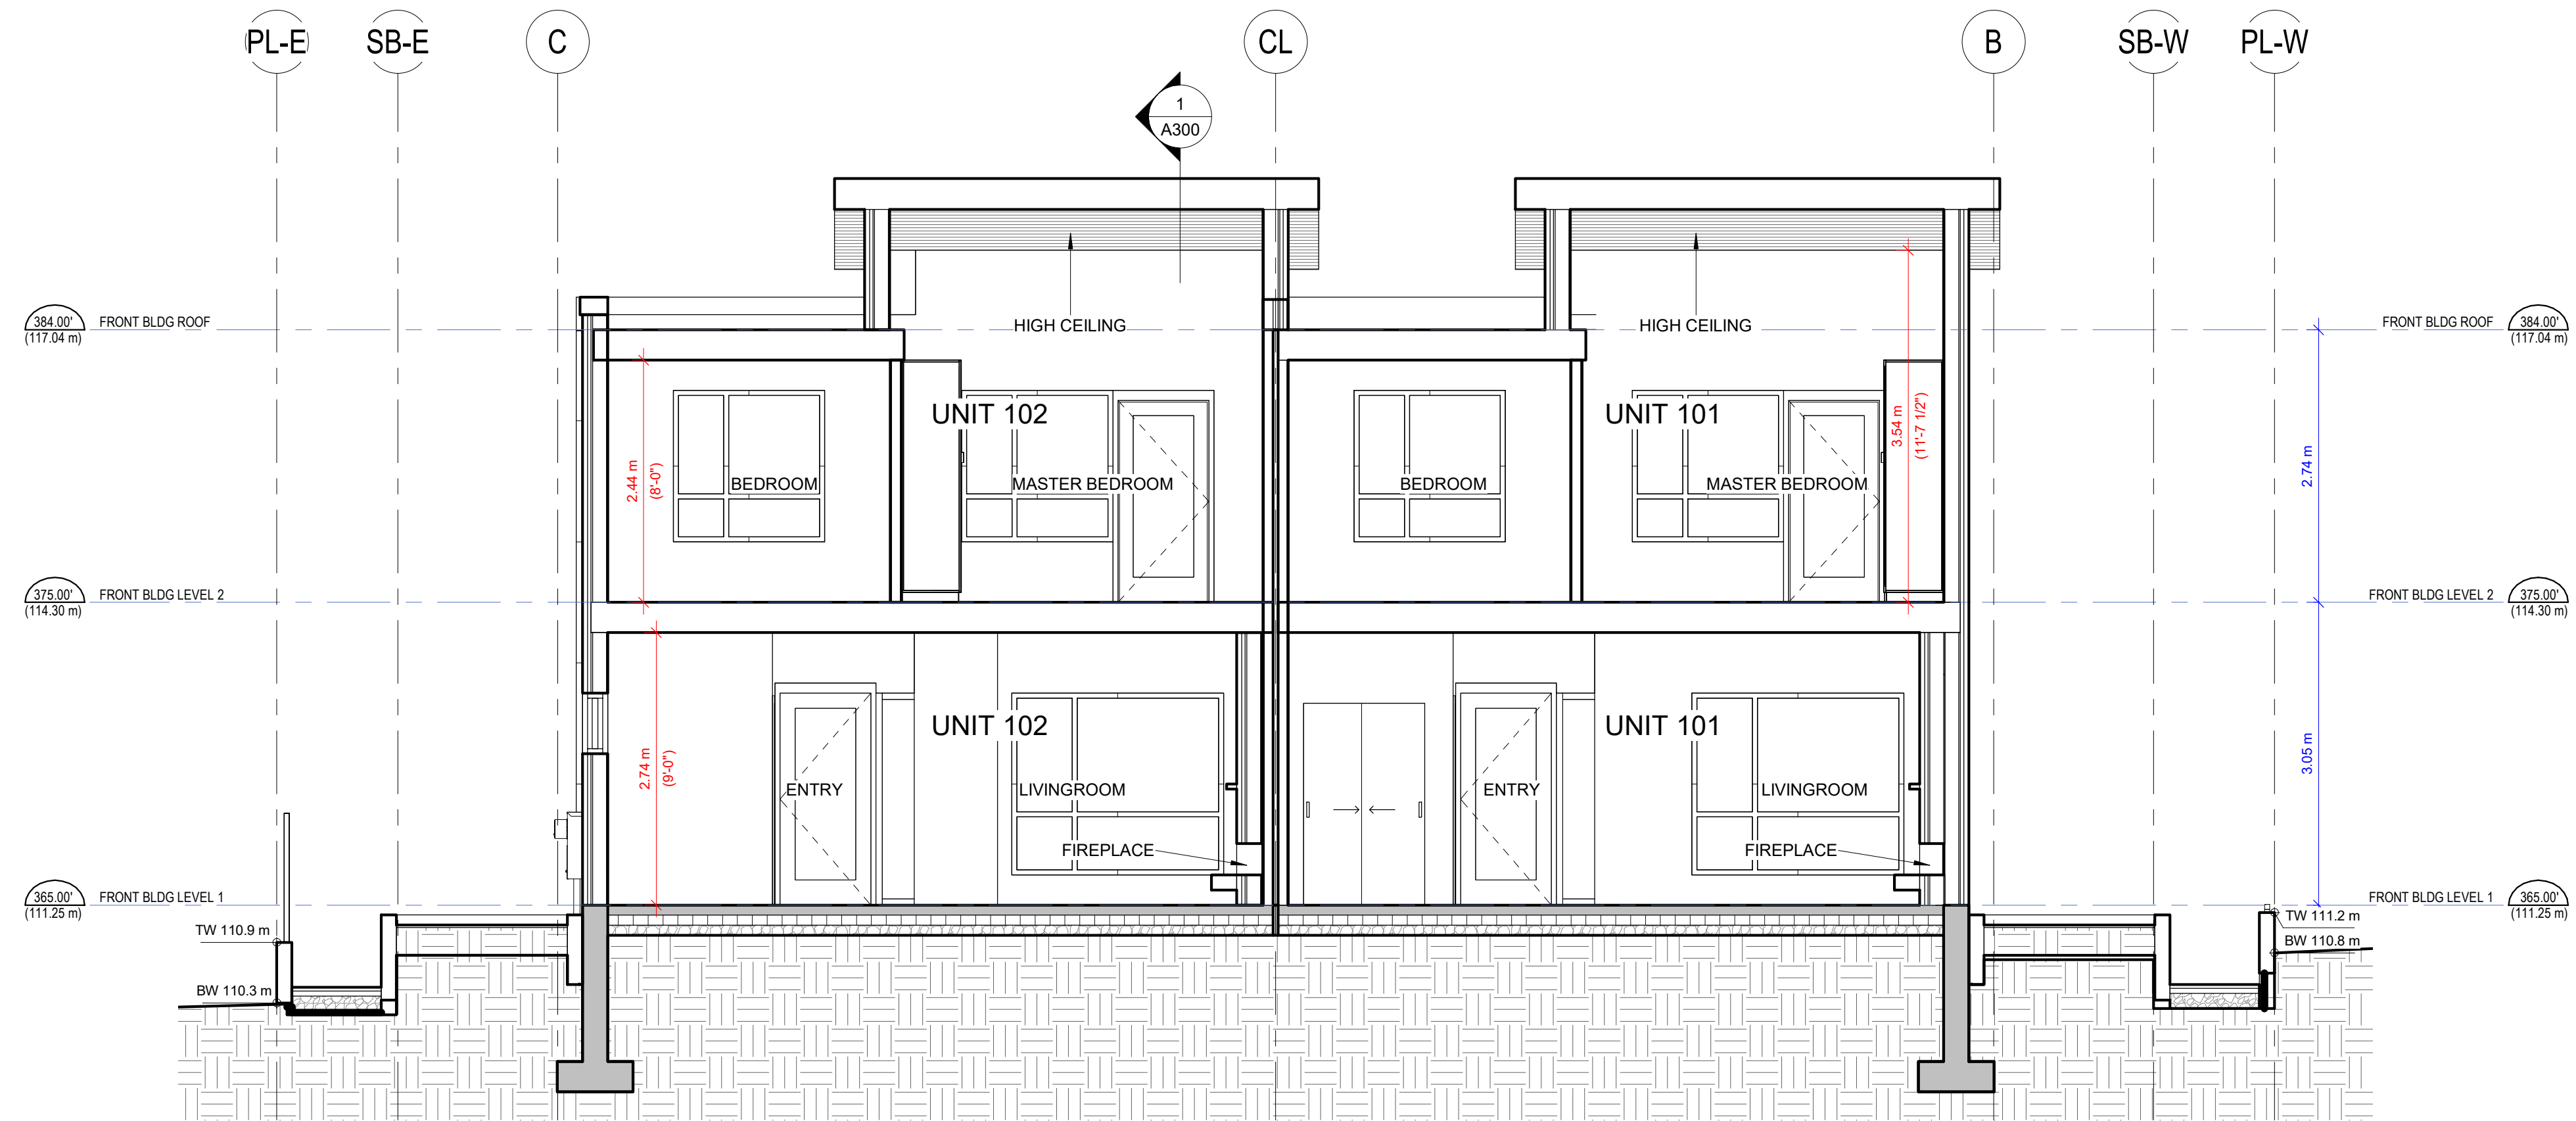 PL-E
SB-E
C
CL
B
SB-W
PL-W
1
A300
384.00'
(117.04 m)
FRONT BLDG ROOF
HIGH CEILING
HIGH CEILING
FRONT BLDG ROOF
384.00'
(117.04 m)
UNIT 102
UNIT 101
2.44 m
(8'-0")
BEDROOM
MASTER BEDROOM
BEDROOM
MASTER BEDROOM
3.54 m
(11'-7 1/2")
2.74 m
375.00'
(114.30 m)
FRONT BLDG LEVEL 2
FRONT BLDG LEVEL 2
375.00'
(114.30 m)
UNIT 102
UNIT 101
2.74 m
(9'-0")
ENTRY
LIVINGROOM
ENTRY
LIVINGROOM
3.05 m
FIREPLACE
FIREPLACE
365.00'
(111.25 m)
FRONT BLDG LEVEL 1
FRONT BLDG LEVEL 1
365.00'
(111.25 m)
TW 110.9 m
TW 111.2 m
BW 110.8 m
BW 110.3 m